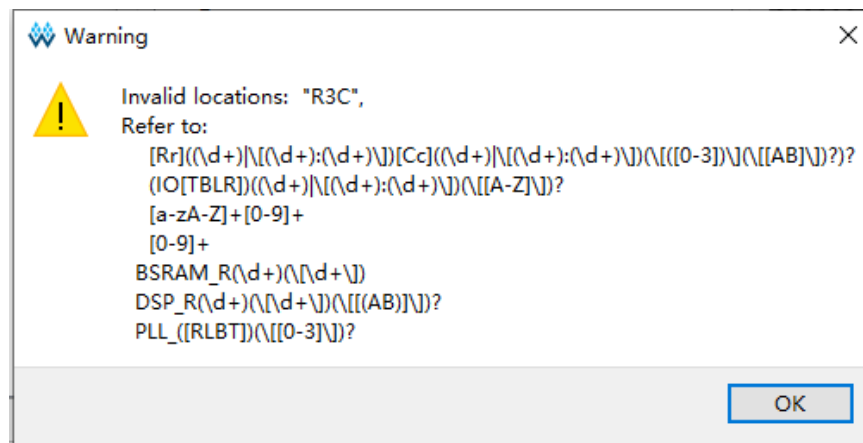 Warning
Invalid locations:  "R3C",
Refer to:
[Rr]((\d+)|\[(\d+):(\d+)\])[Cc]((\d+)|\[(\d+):(\d+)\])(\[([0-3])\](\[[AB]\])?)?
(IO[TBLR])((\d+)|\[(\d+):(\d+)\])(\[[A-Z]\])?
[a-zA-Z]+[0-9]+
[0-9]+
BSRAM_R(\d+)(\[\d+\])
DSP_R(\d+)(\[\d+\])(\[[(AB)]\])?
PLL_([RLBT])(\[[0-3]\])?
OK